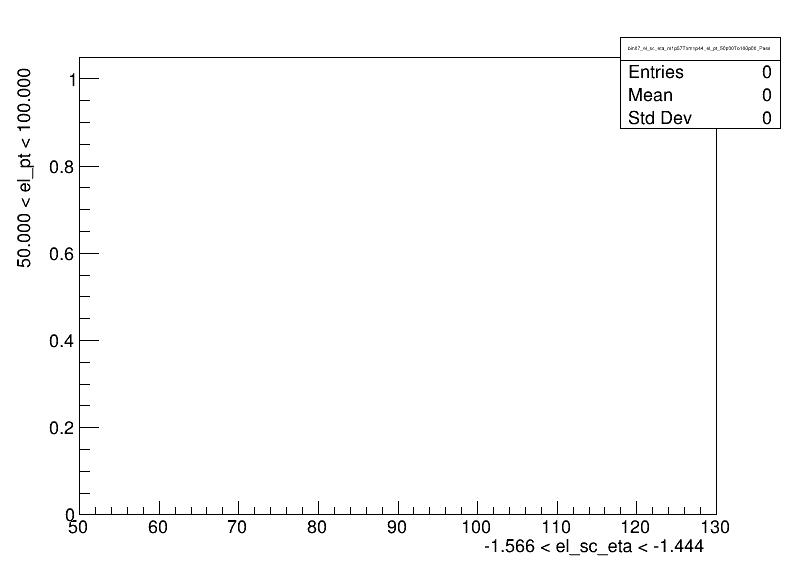 bin07_el_sc_eta_m1p57Tom1p44_el_pt_50p00To100p00_Pass
Entries 0
Mean 0
Std Dev 0
50.000 < el_pt < 100.000
1
0.8
0.6
0.4
0.2
0
50 60 70 80 90 100 110 120 130
-1.566 < el_sc_eta < -1.444